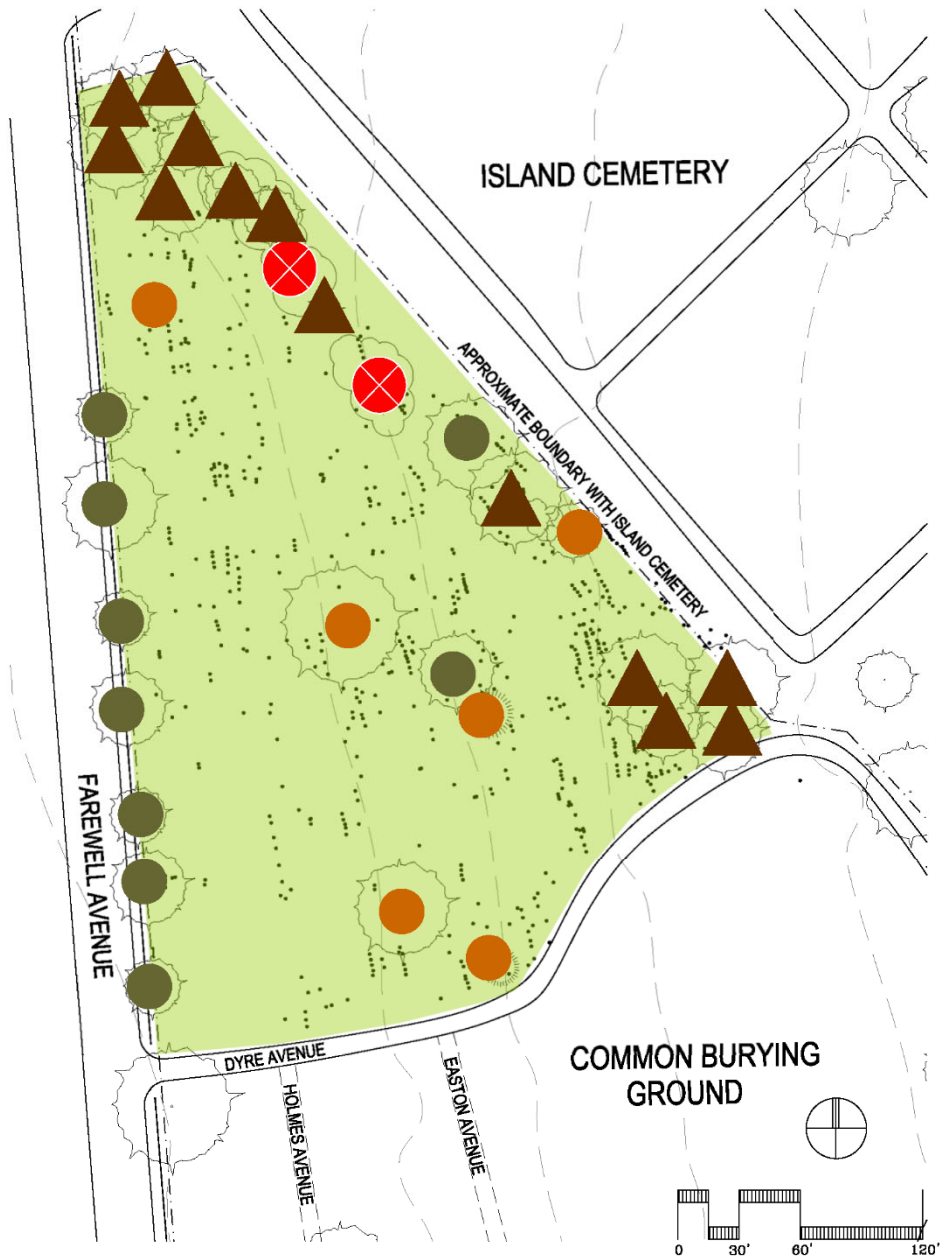 ISLAND CEMETERY
APPROXIMATE BOUNDARY WITH ISLAND CEMETERY
FAREWELL AVENUE
DYRE AVENUE
HOLMES AVENUE
EASTON AVENUE
COMMON BURYING
GROUND
0 30' 60' 120'